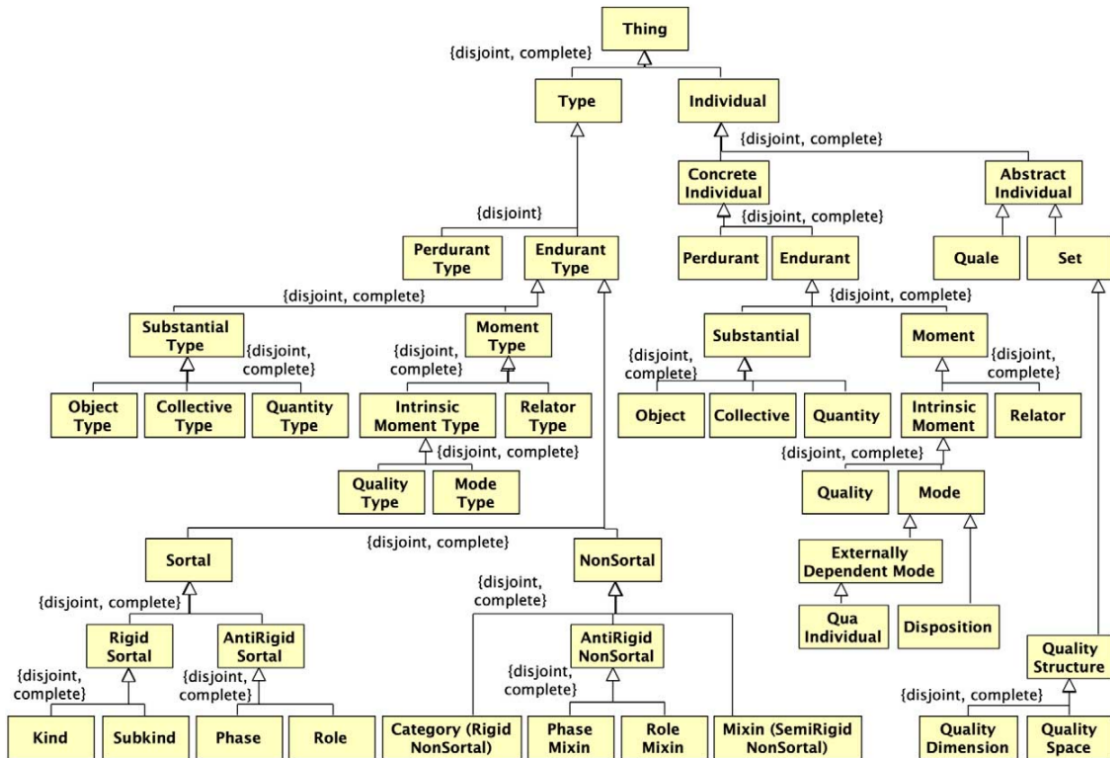 Thing
{disjoint, complete}
Type
Individual
{disjoint, complete}
Concrete
Individual
Abstract
Individual
{disjoint}
{disjoint, complete}
Perdurant
Type
Endurant
Type
Perdurant
Endurant
Quale
Set
{disjoint, complete}
{disjoint, complete}
Substantial
Type
Moment
Type
Substantial
Moment
{disjoint,
complete}
{disjoint,
complete}
{disjoint,
complete}
{disjoint,
complete}
Object
Type
Collective
Type
Quantity
Type
Intrinsic
Moment Type
Relator
Type
Object
Collective
Quantity
Intrinsic
Moment
Relator
{disjoint, complete}
{disjoint, complete}
Quality
Type
Mode
Type
Quality
Mode
{disjoint, complete}
Sortal
NonSortal
Externally
Dependent Mode
{disjoint, complete}
{disjoint,
complete}
Qua
Individual
Disposition
Rigid
Sortal
AntiRigid
Sortal
AntiRigid
NonSortal
Quality
Structure
{disjoint,
complete}
{disjoint,
complete}
{disjoint,
complete}
{disjoint,
complete}
Kind
Subkind
Phase
Role
Category (Rigid
NonSortal)
Phase
Mixin
Role
Mixin
Mixin (SemiRigid
NonSortal)
Quality
Dimension
Quality
Space